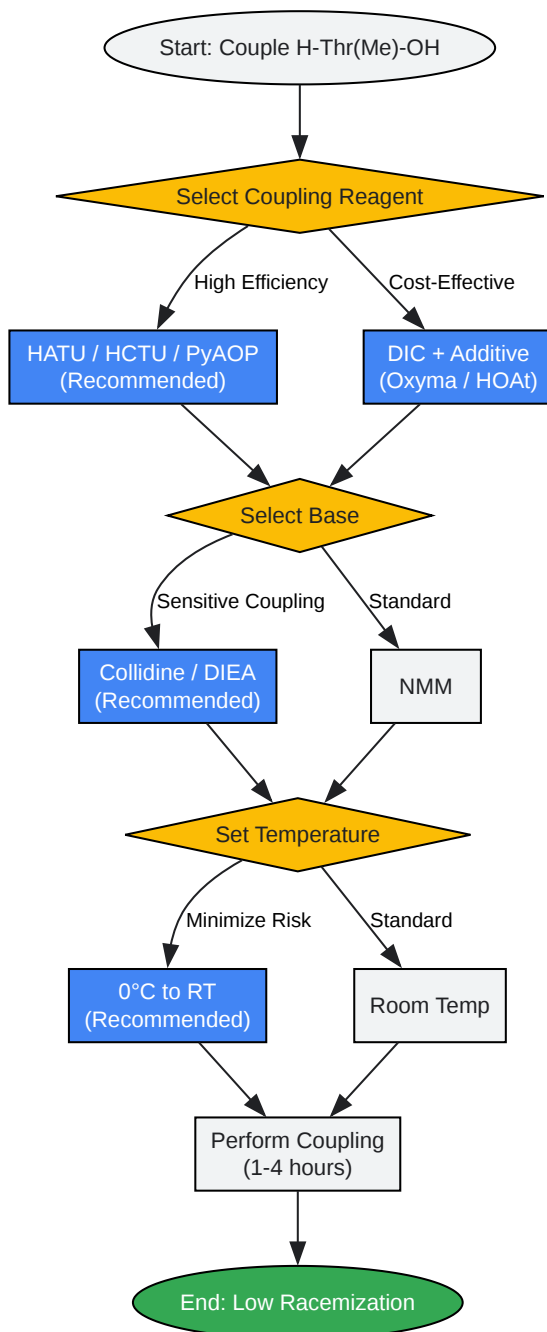 Start: Couple H-Thr(Me)-OH
Select Coupling Reagent
High Efficiency
Cost-Effective
HATU / HCTU / PyAOP
(Recommended)
DIC + Additive
(Oxyma / HOAt)
Select Base
Sensitive Coupling
Standard
Collidine / DIEA
(Recommended)
NMM
Set Temperature
Minimize Risk
Standard
0°C to RT
(Recommended)
Room Temp
Perform Coupling
(1-4 hours)
End: Low Racemization